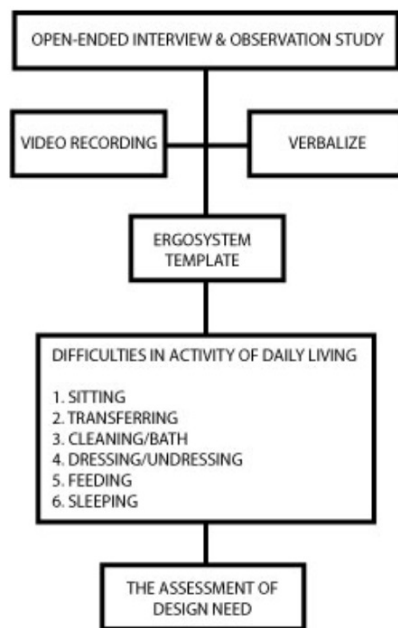 OPEN-ENDED INTERVIEW & OBSERVATION STUDY
VIDEO RECORDING
VERBALIZE
ERGOSYSTEM
TEMPLATE
DIFFICULTIES IN ACTIVITY OF DAILY LIVING
1. SITTING
2. TRANSFERRING
3. CLEANING/BATH
4. DRESSING/UNDRESSING
5. FEEDING
6. SLEEPING
THE ASSESSMENT OF
DESIGN NEED